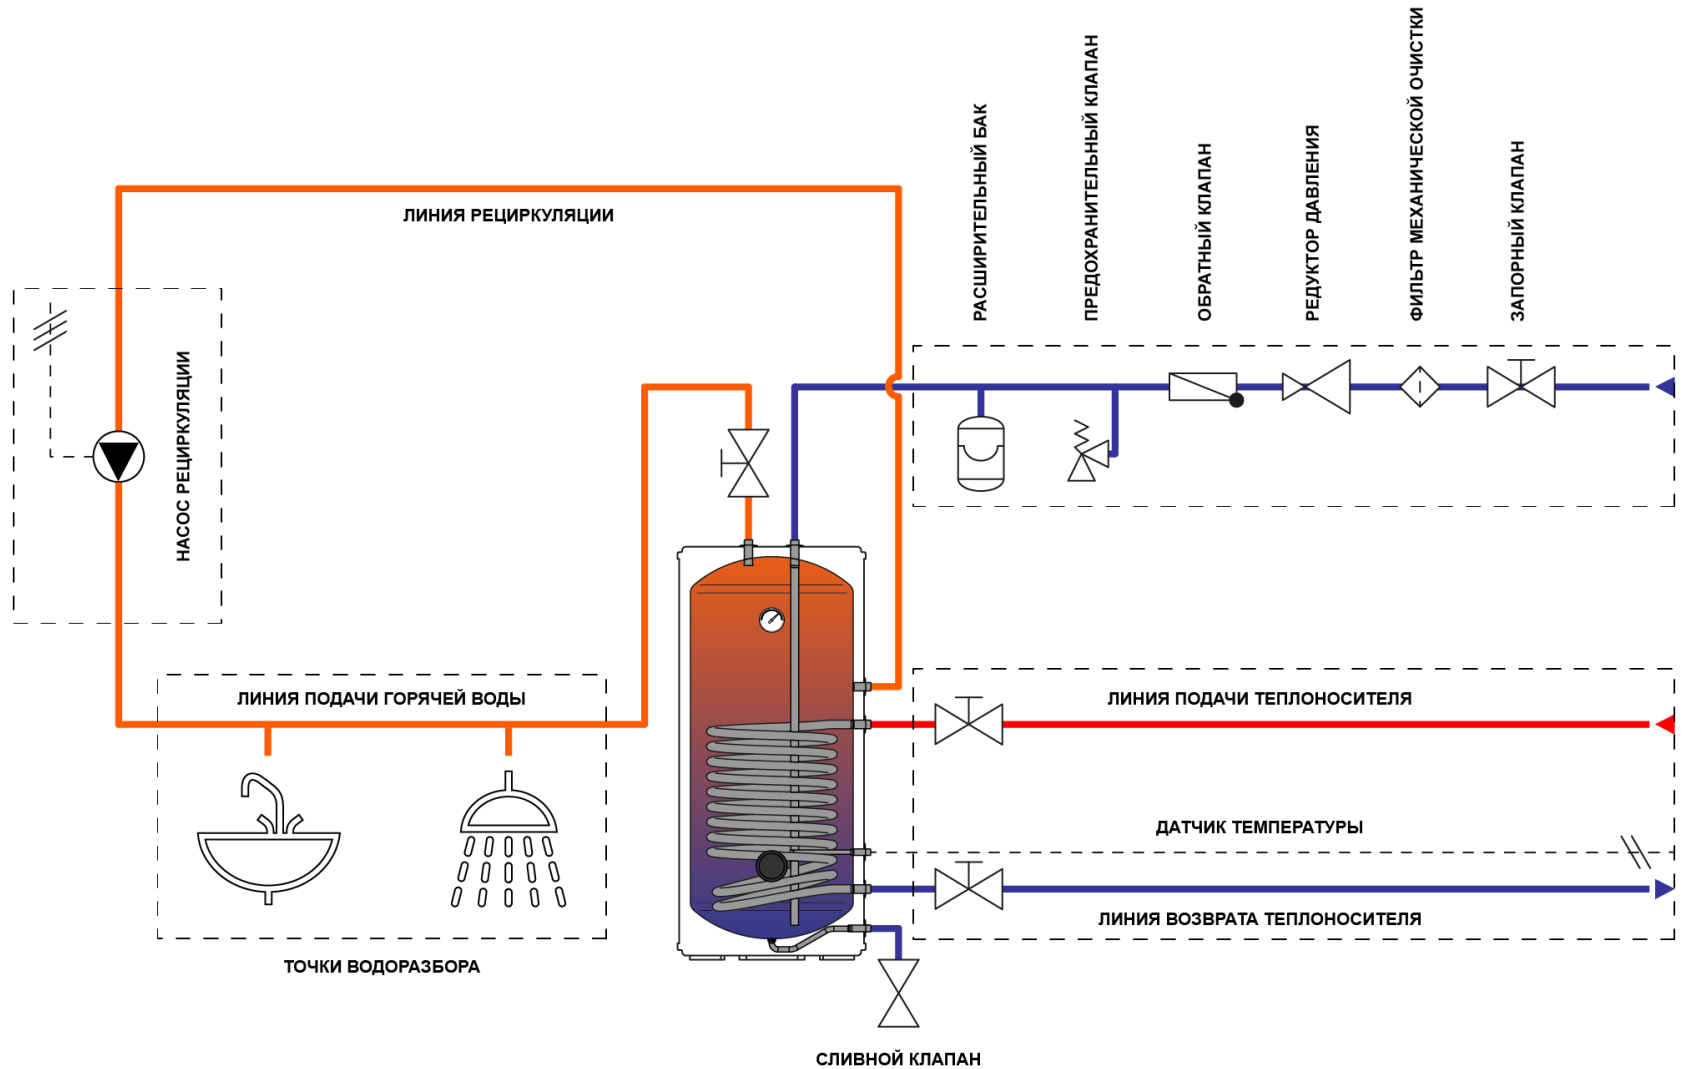 РАСШИРИТЕЛЬНЫЙ БАК
ПРЕДОХРАНИТЕЛЬНЫЙ КЛАПАН
ОБРАТНЫЙ КЛАПАН
РЕДУКТОР ДАВЛЕНИЯ
ФИЛЬТР МЕХАНИЧЕСКОЙ ОЧИСТКИ
ЗАПОРНЫЙ КЛАПАН
ЛИНИЯ РЕЦИРКУЛЯЦИИ
НАСОС РЕЦИРКУЛЯЦИИ
ЛИНИЯ ПОДАЧИ ГОРЯЧЕЙ ВОДЫ
ЛИНИЯ ПОДАЧИ ТЕПЛОНОСИТЕЛЯ
ДАТЧИК ТЕМПЕРАТУРЫ
ЛИНИЯ ВОЗВРАТА ТЕПЛОНОСИТЕЛЯ
ТОЧКИ ВОДОРАЗБОРА
СЛИВНОЙ КЛАПАН